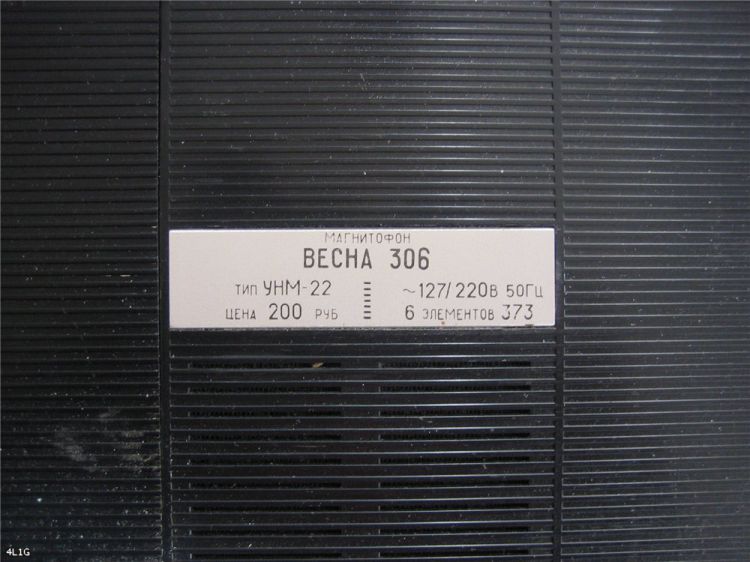 МАГНИТОФОН
ВЕСНА 306
ТИП УНМ-22 ~127/220В 50ГЦ
ЦЕНА 200 РУБ 6 ЭЛЕМЕНТОВ 373
4L1G